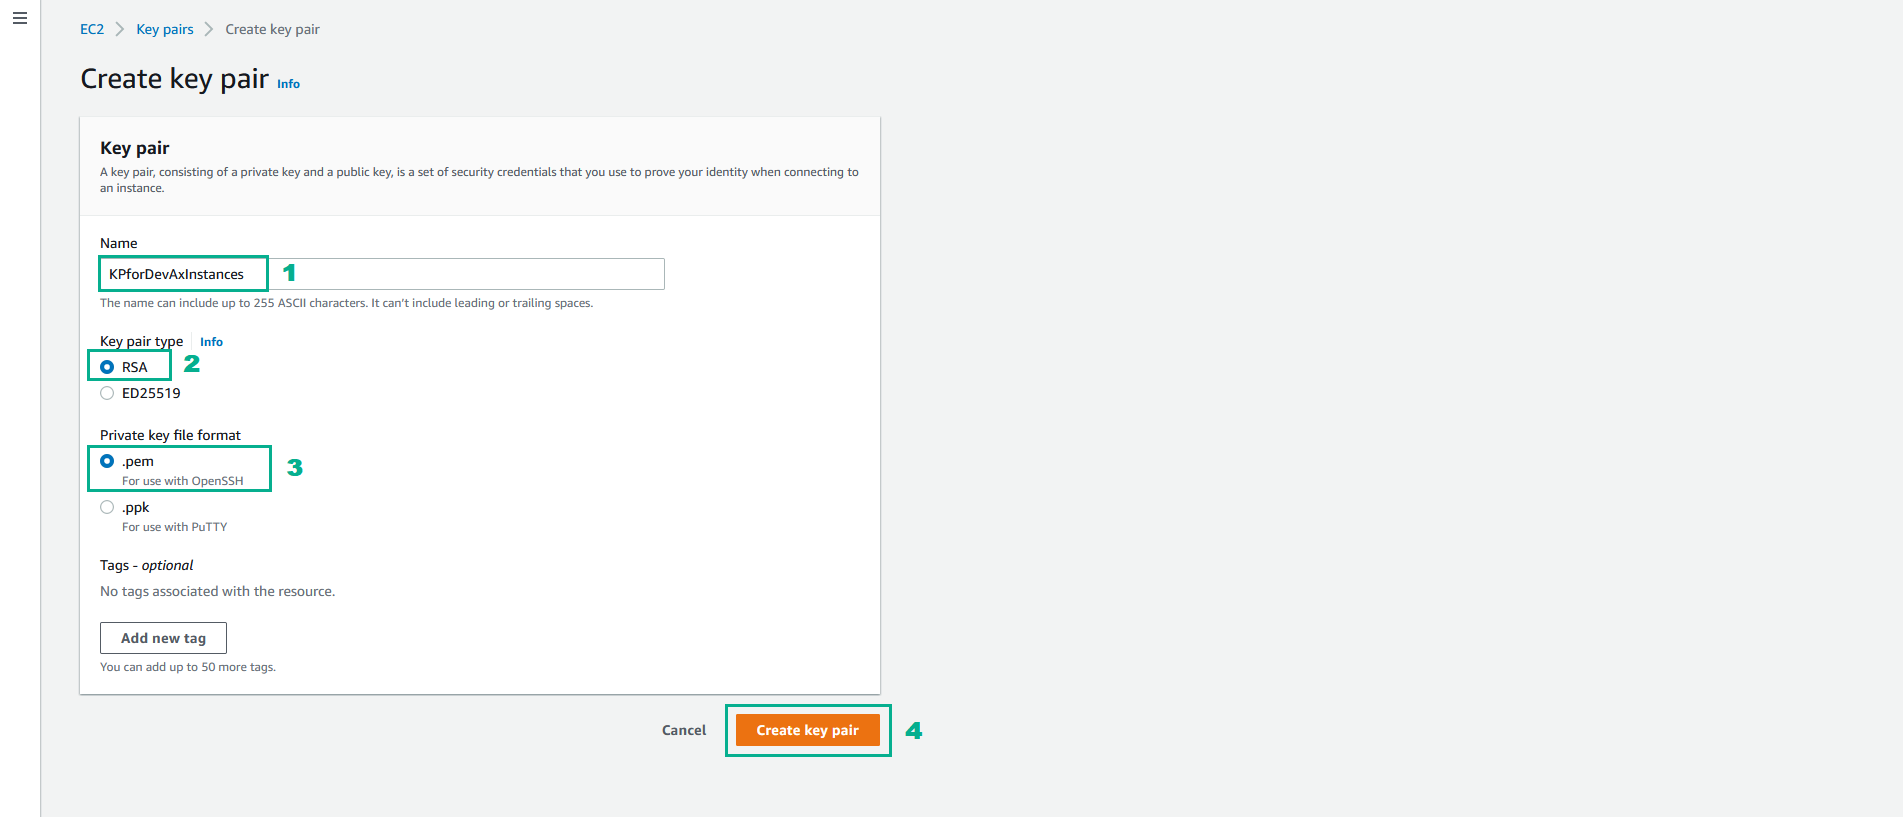 EC2 Key pairs Create key pair
Create key pair Info
Key pair
A key pair, consisting of a private key and a public key, is a set of security credentials that you use to prove your identity when connecting to
an instance.
Name
KPforDevAxInstances 1
The name can include up to 255 ASCII characters. It can't include leading or trailing spaces.
Key pair type Info
RSA 2
ED25519
Private key file format
.pem
For use with OpenSSH 3
.ppk
For use with PuTTY
Tags - optional
No tags associated with the resource.
Add new tag
You can add up to 50 more tags.
Cancel Create key pair 4